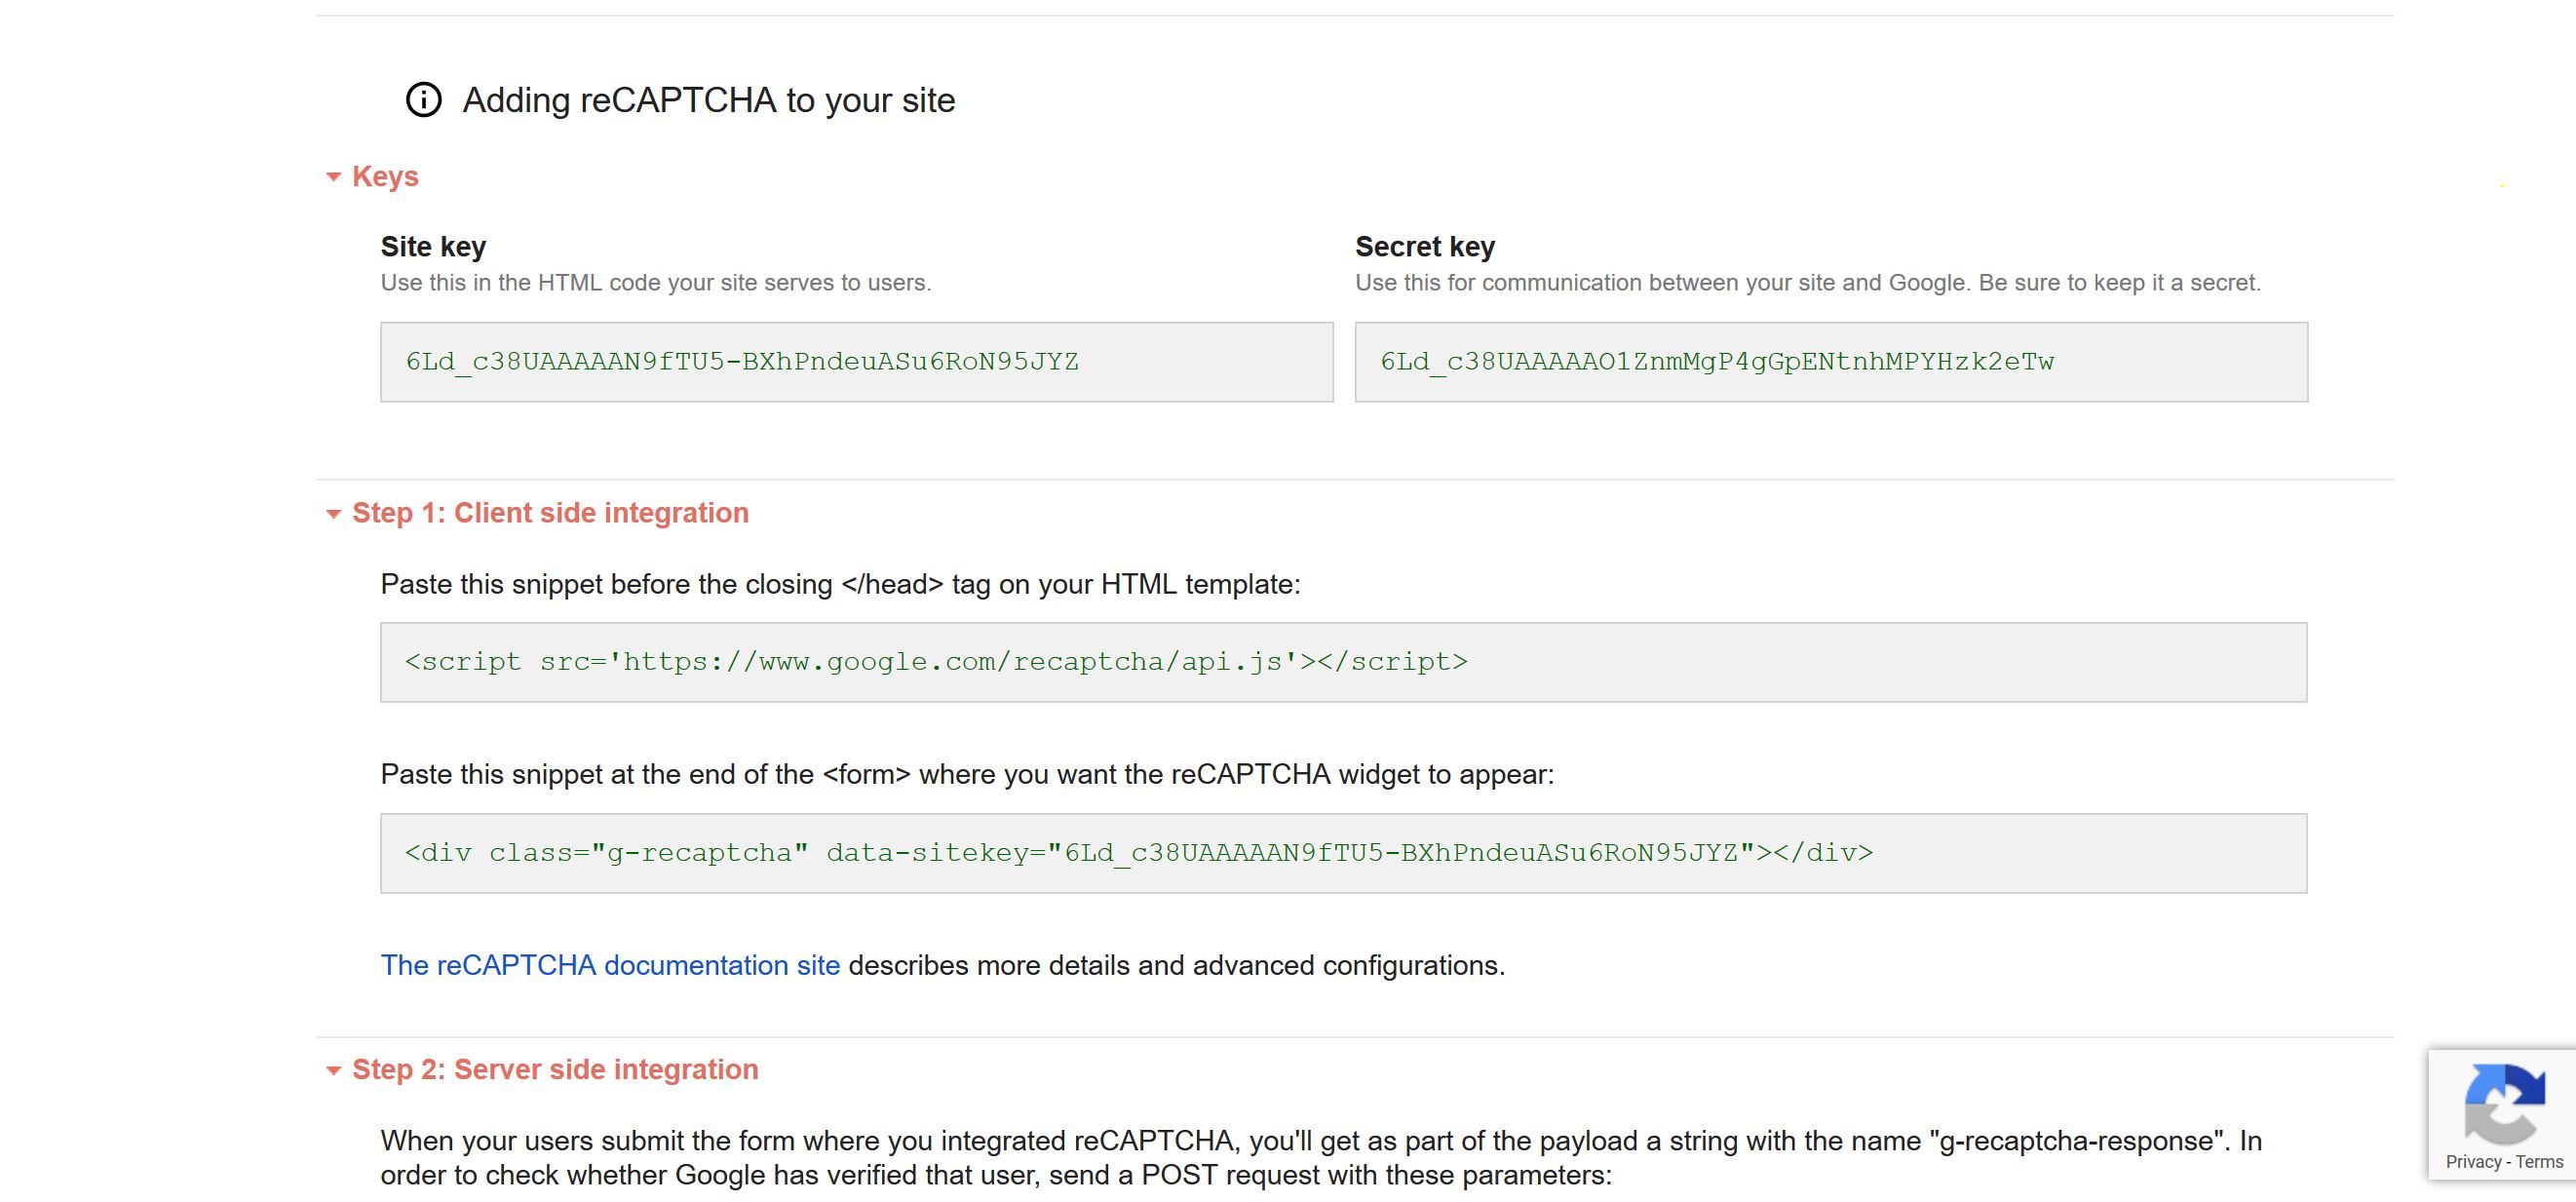 Adding reCAPTCHA to your site
Keys
Site key
Use this in the HTML code your site serves to users.
6Ld_c38UAAAAAN9fTU5-BXhPndeuASu6RoN95JYZ
Secret key
Use this for communication between your site and Google. Be sure to keep it a secret.
6Ld_c38UAAAAAO1ZnmMgP4gGpENtnhMPYHzk2eTw
Step 1: Client side integration
Paste this snippet before the closing </head> tag on your HTML template:
<script src='https://www.google.com/recaptcha/api.js'></script>
Paste this snippet at the end of the <form> where you want the reCAPTCHA widget to appear:
<div class="g-recaptcha" data-sitekey="6Ld_c38UAAAAAN9fTU5-BXhPndeuASu6RoN95JYZ"></div>
The reCAPTCHA documentation site describes more details and advanced configurations.
Step 2: Server side integration
When your users submit the form where you integrated reCAPTCHA, you'll get as part of the payload a string with the name "g-recaptcha-response". In
order to check whether Google has verified that user, send a POST request with these parameters:
Privacy - Terms